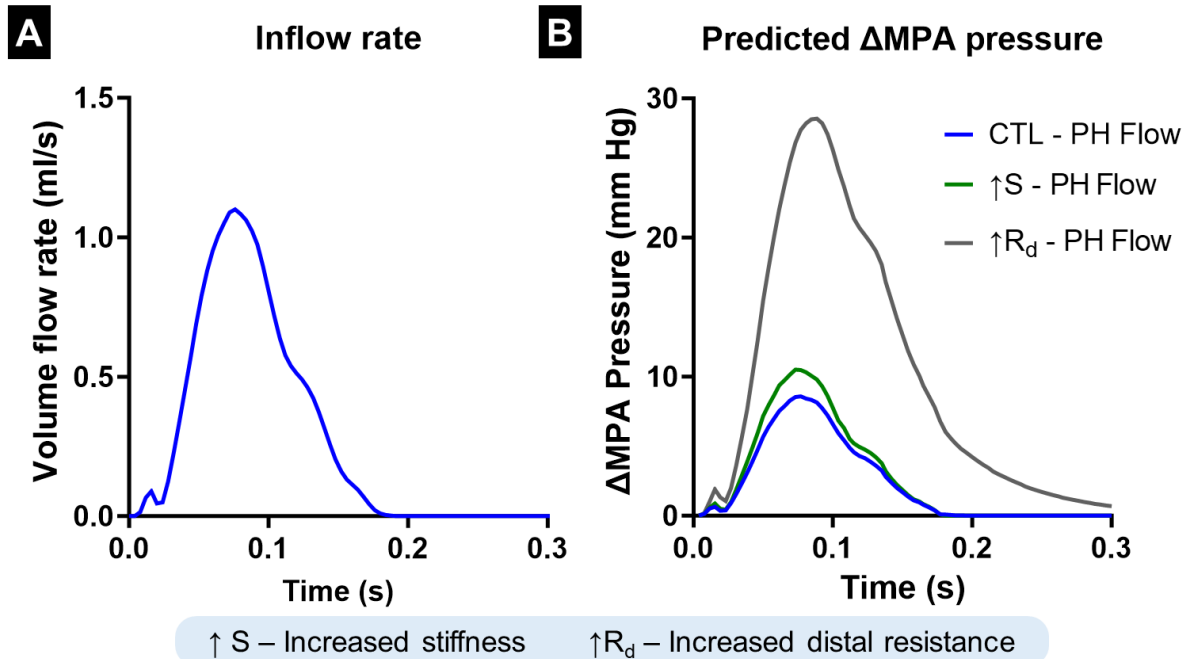 A
Inflow rate
Volume flow rate (ml/s)
1.5
1.0
0.5
0.0
0.0 0.1 0.2 0.3
Time (s)
B
Predicted ΔMPA pressure
ΔMPA Pressure (mm Hg)
30
20
10
0
0.0 0.1 0.2 0.3
Time (s)
CTL - PH Flow
↑S - PH Flow
↑Rd - PH Flow
↑ S – Increased stiffness ↑Rd – Increased distal resistance